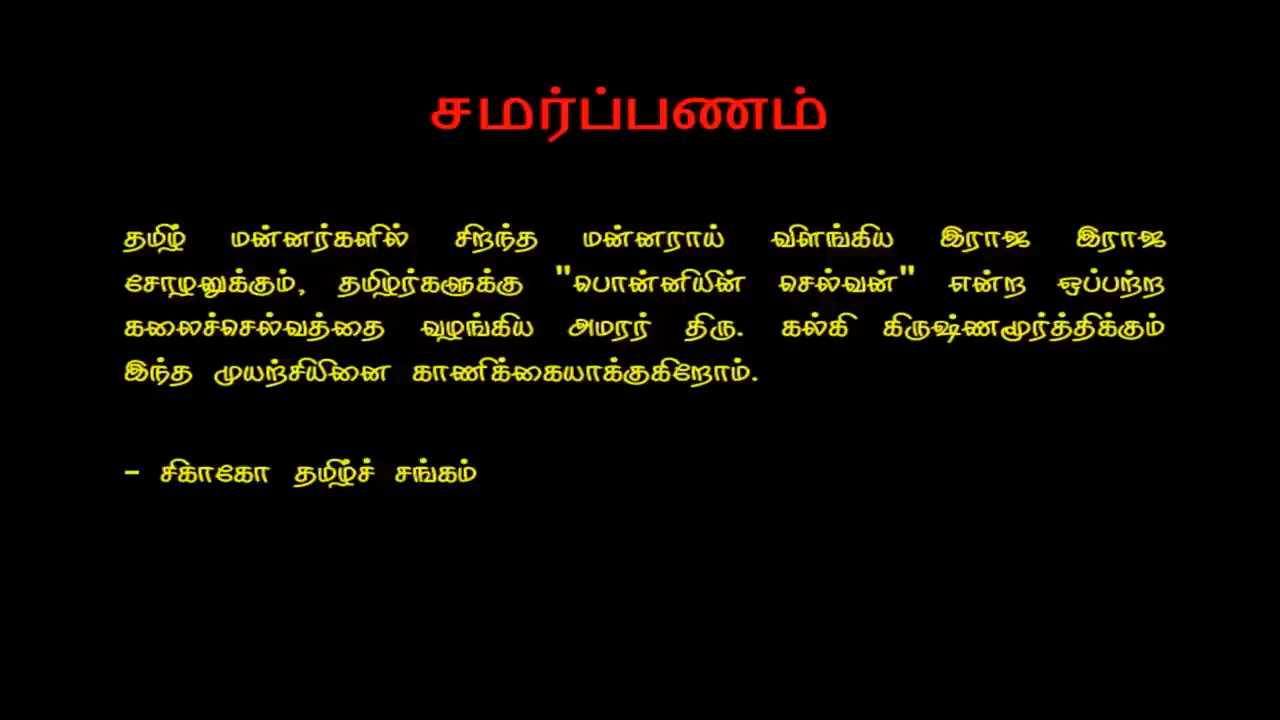 சமர்ப்பணம்
தமிழ் மன்னர்களில் சிறந்த மன்னராய் விளங்கிய இராஜ இராஜ
சோழனுக்கும், தமிழர்களுக்கு "பொன்னியின் செல்வன்" என்ற ஒப்பற்ற
கலைச்செல்வத்தை வழங்கிய அமரர் திரு. கல்கி கிருஷ்ணமூர்த்திக்கும்
இந்த முயற்சியினை காணிக்கையாக்குகிறோம்.
- சிகாகோ தமிழ்ச் சங்கம்